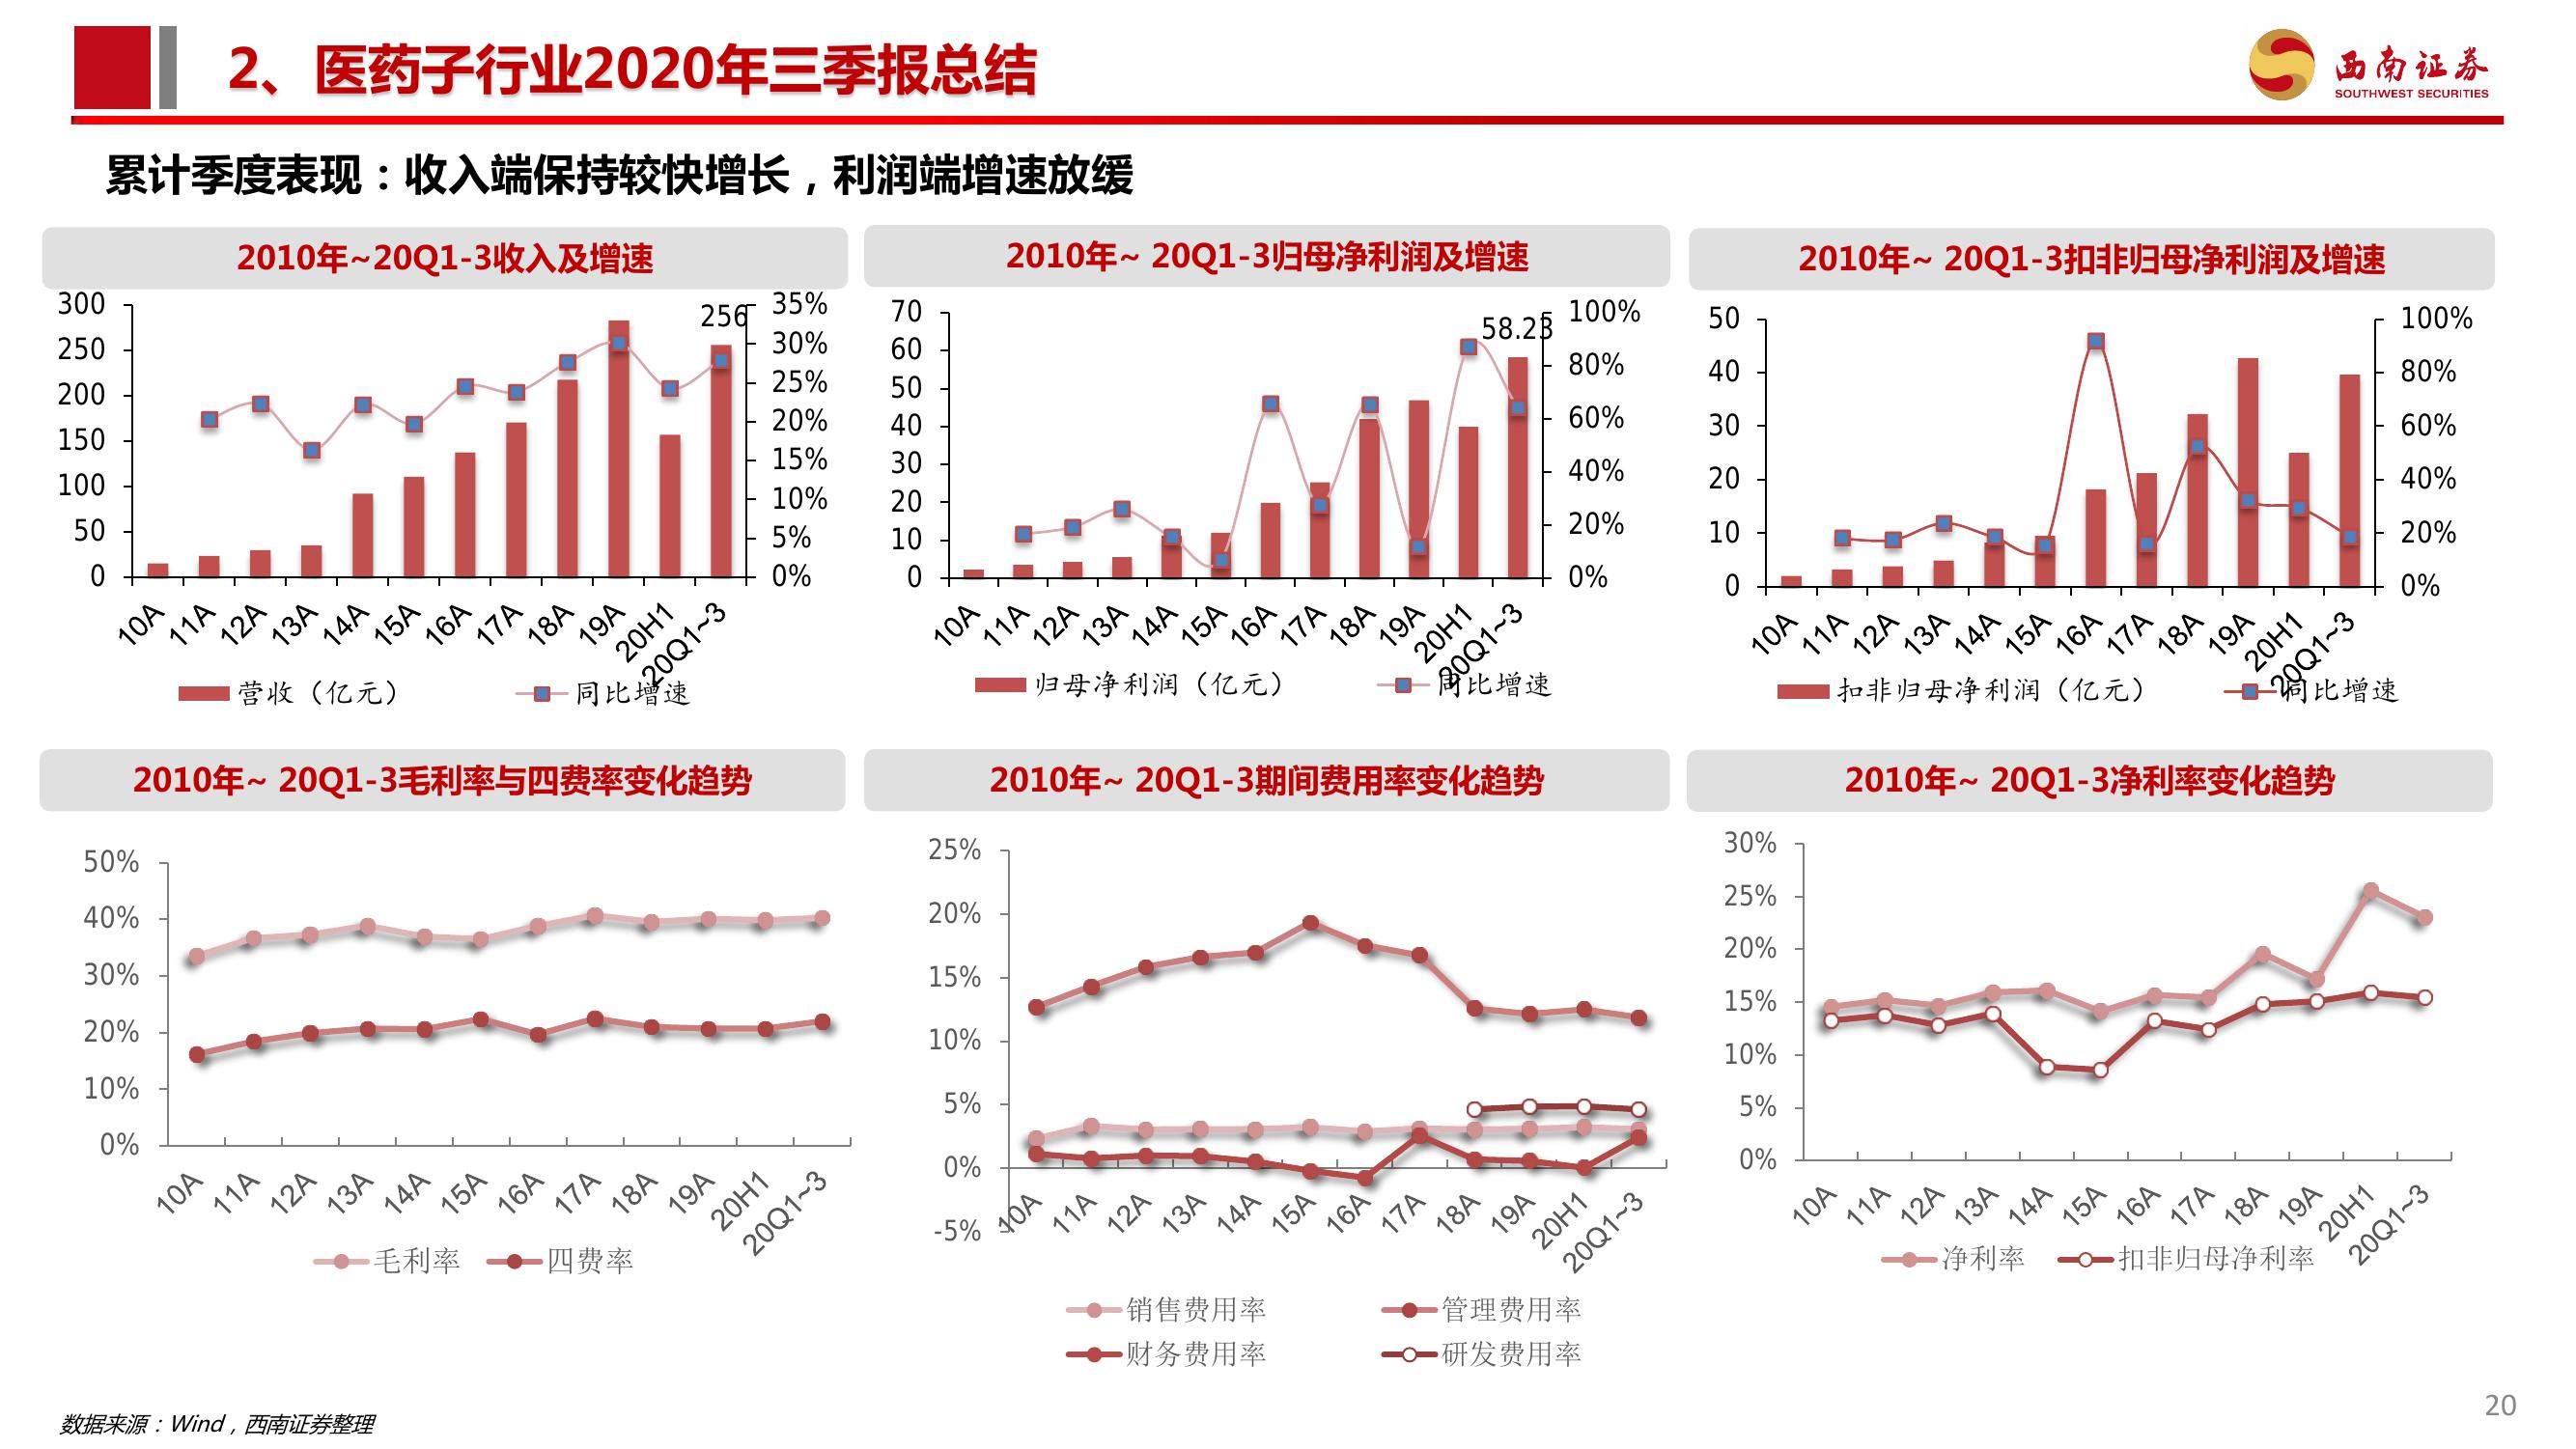 2、医药子行业2020年三季报总结
西南证券
SOUTHWEST SECURITIES
累计季度表现：收入端保持较快增长，利润端增速放缓
2010年~20Q1-3收入及增速
300
250
200
150
100
50
0
256
35%
30%
25%
20%
15%
10%
5%
0%
10A 11A 12A 13A 14A 15A 16A 17A 18A 19A 20H1 20Q1~3
营收（亿元） 同比增速
2010年~ 20Q1-3归母净利润及增速
70
60
50
40
30
20
10
0
58.23
100%
80%
60%
40%
20%
0%
10A 11A 12A 13A 14A 15A 16A 17A 18A 19A 20H1 20Q1~3
归母净利润（亿元） 同比增速
2010年~ 20Q1-3扣非归母净利润及增速
50
40
30
20
10
0
100%
80%
60%
40%
20%
0%
10A 11A 12A 13A 14A 15A 16A 17A 18A 19A 20H1 20Q1~3
扣非归母净利润（亿元） 同比增速
2010年~ 20Q1-3毛利率与四费率变化趋势
50%
40%
30%
20%
10%
0%
10A 11A 12A 13A 14A 15A 16A 17A 18A 19A 20H1 20Q1~3
毛利率 四费率
2010年~ 20Q1-3期间费用率变化趋势
25%
20%
15%
10%
5%
0%
-5%
10A 11A 12A 13A 14A 15A 16A 17A 18A 19A 20H1 20Q1~3
销售费用率 管理费用率
财务费用率 研发费用率
2010年~ 20Q1-3净利率变化趋势
30%
25%
20%
15%
10%
5%
0%
10A 11A 12A 13A 14A 15A 16A 17A 18A 19A 20H1 20Q1~3
净利率 扣非归母净利率
数据来源：Wind，西南证券整理
20